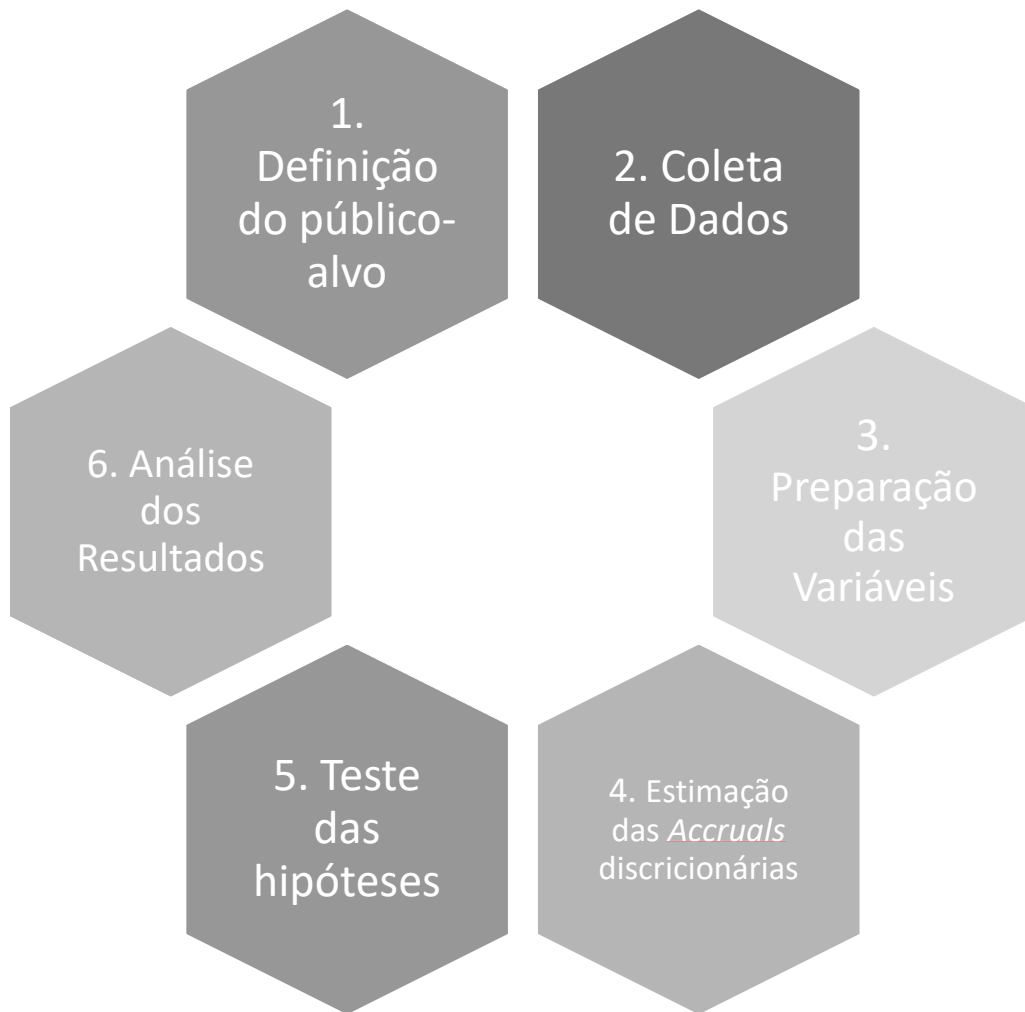 1.
Definição
do público-
alvo
2. Coleta
de Dados
3.
Preparação
das
Variáveis
4. Estimação
das Accruals
discricionárias
5. Teste
das
hipóteses
6. Análise
dos
Resultados